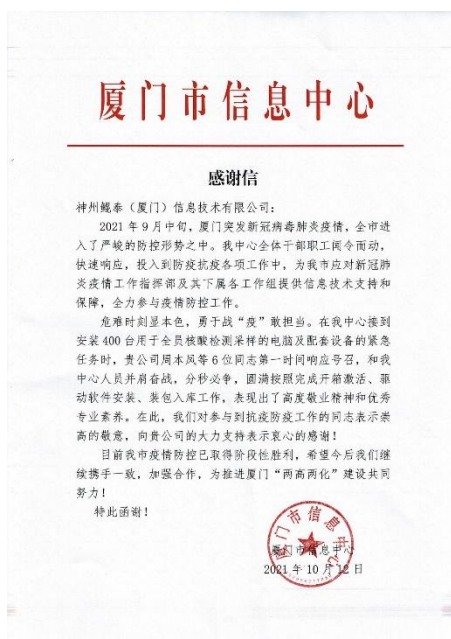 厦门市信息中心
感谢信
神州鲲泰（厦门）信息技术有限公司：
2021年9月中旬，厦门突发新冠病毒肺炎疫情，全市进
入了严峻的防控形势之中。我中心全体干部职工闻令而动，
快速响应，投入到防疫抗疫各项工作中，为我市应对新冠肺
炎疫情工作指挥部及其下属各工作组提供信息技术支持和
保障，全力参与疫情防控工作。
危难时刻显本色，勇于战“疫”敢担当。在我中心接到
安装400台用于全员核酸检测采样的电脑及配套设备的紧急
任务时，贵公司周本凤等6位同志第一时间响应号召，和我
中心人员并肩奋战，分秒必争，圆满按照完成开箱激活、驱
动软件安装、装包入库工作，表现出了高度敬业精神和优秀
专业素养。在此，我们对参与到抗疫防疫工作的同志表示崇
高的敬意，向贵公司的大力支持表示衷心的感谢！
目前我市疫情防控已取得阶段性胜利，希望今后我们继
续携手一致，加强合作，为推进厦门“两高两化”建设共同
努力！
特此函谢！
厦门市信息中心
厦门市信息中心
2021年10月12日